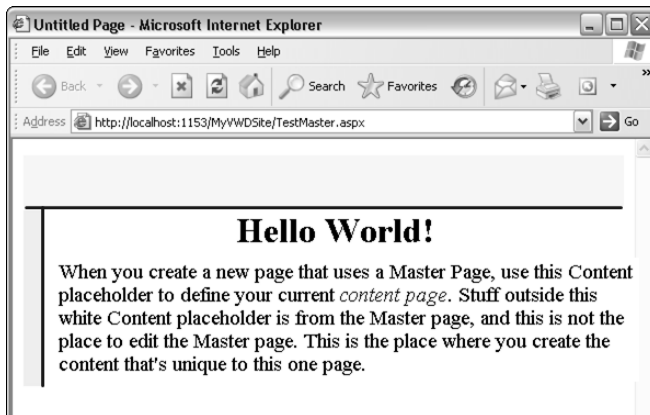 Untitled Page - Microsoft Internet Explorer
File Edit View Favorites Tools Help
Back Search Favorites
Address http://localhost:1153/MyVWDSite/TestMaster.aspx Go
Hello World!
When you create a new page that uses a Master Page, use this Content
placeholder to define your current content page. Stuff outside this
white Content placeholder is from the Master page, and this is not the
place to edit the Master page. This is the place where you create the
content that's unique to this one page.